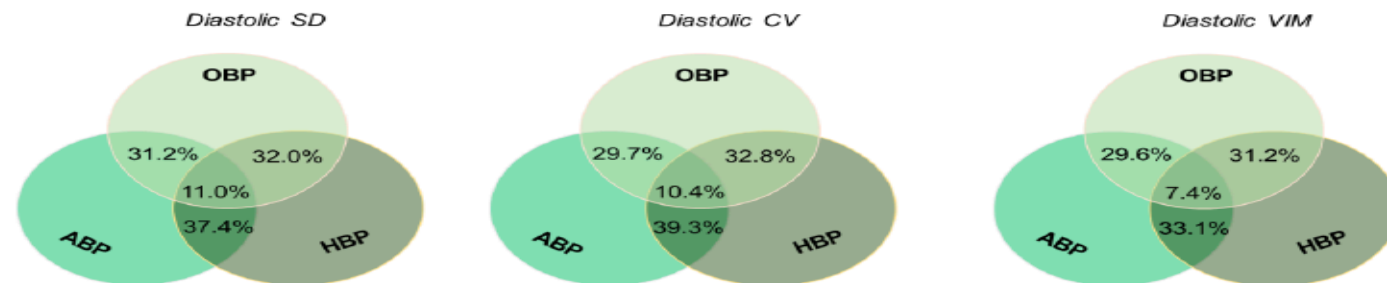 Diastolic SD
OBP
31.2%
32.0%
11.0%
37.4%
ABP
HBP
Diastolic CV
OBP
29.7%
32.8%
10.4%
39.3%
ABP
HBP
Diastolic VIM
OBP
29.6%
31.2%
7.4%
33.1%
ABP
HBP